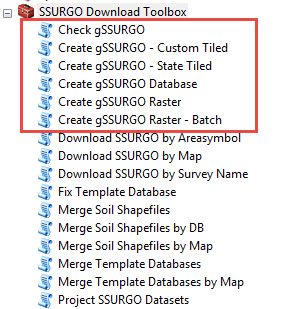 SSURGO Download Toolbox
Check gSSURGO
Create gSSURGO - Custom Tiled
Create gSSURGO - State Tiled
Create gSSURGO Database
Create gSSURGO Raster
Create gSSURGO Raster - Batch
Download SSURGO by Areasymbol
Download SSURGO by Map
Download SSURGO by Survey Name
Fix Template Database
Merge Soil Shapefiles
Merge Soil Shapefiles by DB
Merge Soil Shapefiles by Map
Merge Template Databases
Merge Template Databases by Map
Project SSURGO Datasets